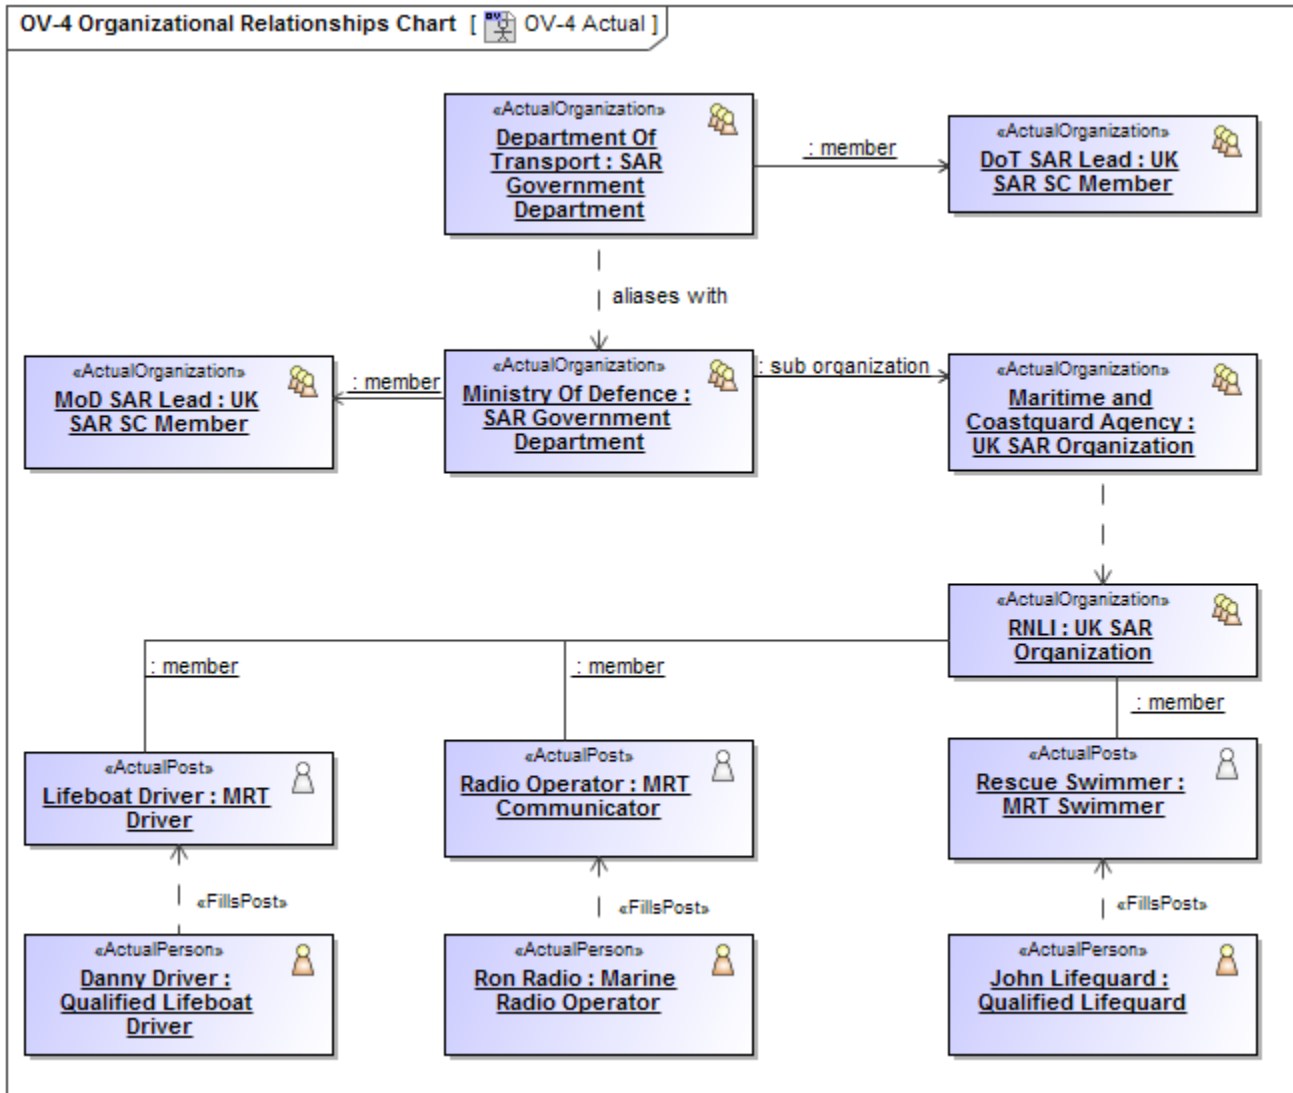 OV-4 Organizational Relationships Chart [ OV-4 Actual ]
«ActualOrganization»
Department Of
Transport : SAR
Government
Department
: member
«ActualOrganization»
DoT SAR Lead : UK
SAR SC Member
aliases with
«ActualOrganization»
MoD SAR Lead : UK
SAR SC Member
: member
«ActualOrganization»
Ministry Of Defence :
SAR Government
Department
: sub organization
«ActualOrganization»
Maritime and
Coastguard Agency :
UK SAR Organization
«ActualOrganization»
RNLI : UK SAR
Organization
: member
: member
: member
«ActualPost»
Lifeboat Driver : MRT
Driver
«ActualPost»
Radio Operator : MRT
Communicator
«ActualPost»
Rescue Swimmer :
MRT Swimmer
«FillsPost»
«FillsPost»
«FillsPost»
«ActualPerson»
Danny Driver :
Qualified Lifeboat
Driver
«ActualPerson»
Ron Radio : Marine
Radio Operator
«ActualPerson»
John Lifeguard :
Qualified Lifeguard